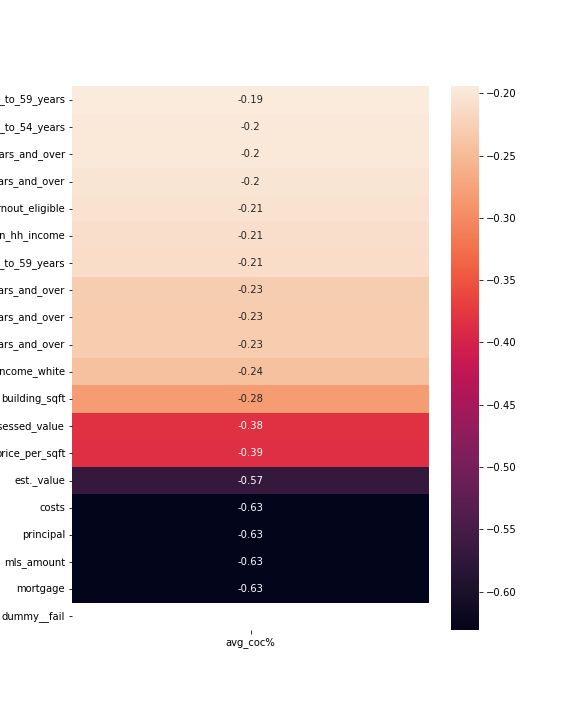 _to_59_years -0.19
_to_54_years -0.2
ars_and_over -0.2
ars_and_over -0.2
rnout_eligible -0.21
n_hh_income -0.21
_to_59_years -0.21
ars_and_over -0.23
ars_and_over -0.23
ars_and_over -0.23
ncome_white -0.24
building_sqft -0.28
sessed_value -0.38
price_per_sqft -0.39
est._value -0.57
costs -0.63
principal -0.63
mls_amount -0.63
mortgage -0.63
dummy__fail
avg_coc%
−0.20
−0.25
−0.30
−0.35
−0.40
−0.45
−0.50
−0.55
−0.60